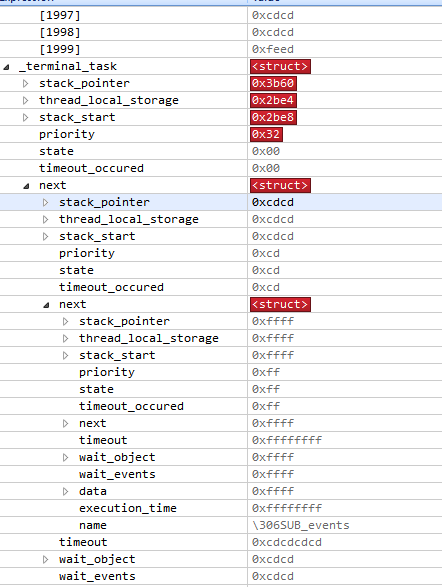 [1997] 0xcdcd
[1998] 0xcdcd
[1999] 0xfeed
_terminal_task <struct>
stack_pointer 0x3b60
thread_local_storage 0x2be4
stack_start 0x2be8
priority 0x32
state 0x00
timeout_occured 0x00
next <struct>
stack_pointer 0xcdcd
thread_local_storage 0xcdcd
stack_start 0xcdcd
priority 0xcd
state 0xcd
timeout_occured 0xcd
next <struct>
stack_pointer 0xffff
thread_local_storage 0xffff
stack_start 0xffff
priority 0xff
state 0xff
timeout_occured 0xff
next 0xffff
timeout 0xffffffff
wait_object 0xffff
wait_events 0xffff
data 0xffff
execution_time 0xffffffff
name \306SUB_events
timeout 0xcdcdcdcd
wait_object 0xcdcd
wait_events 0xcdcd